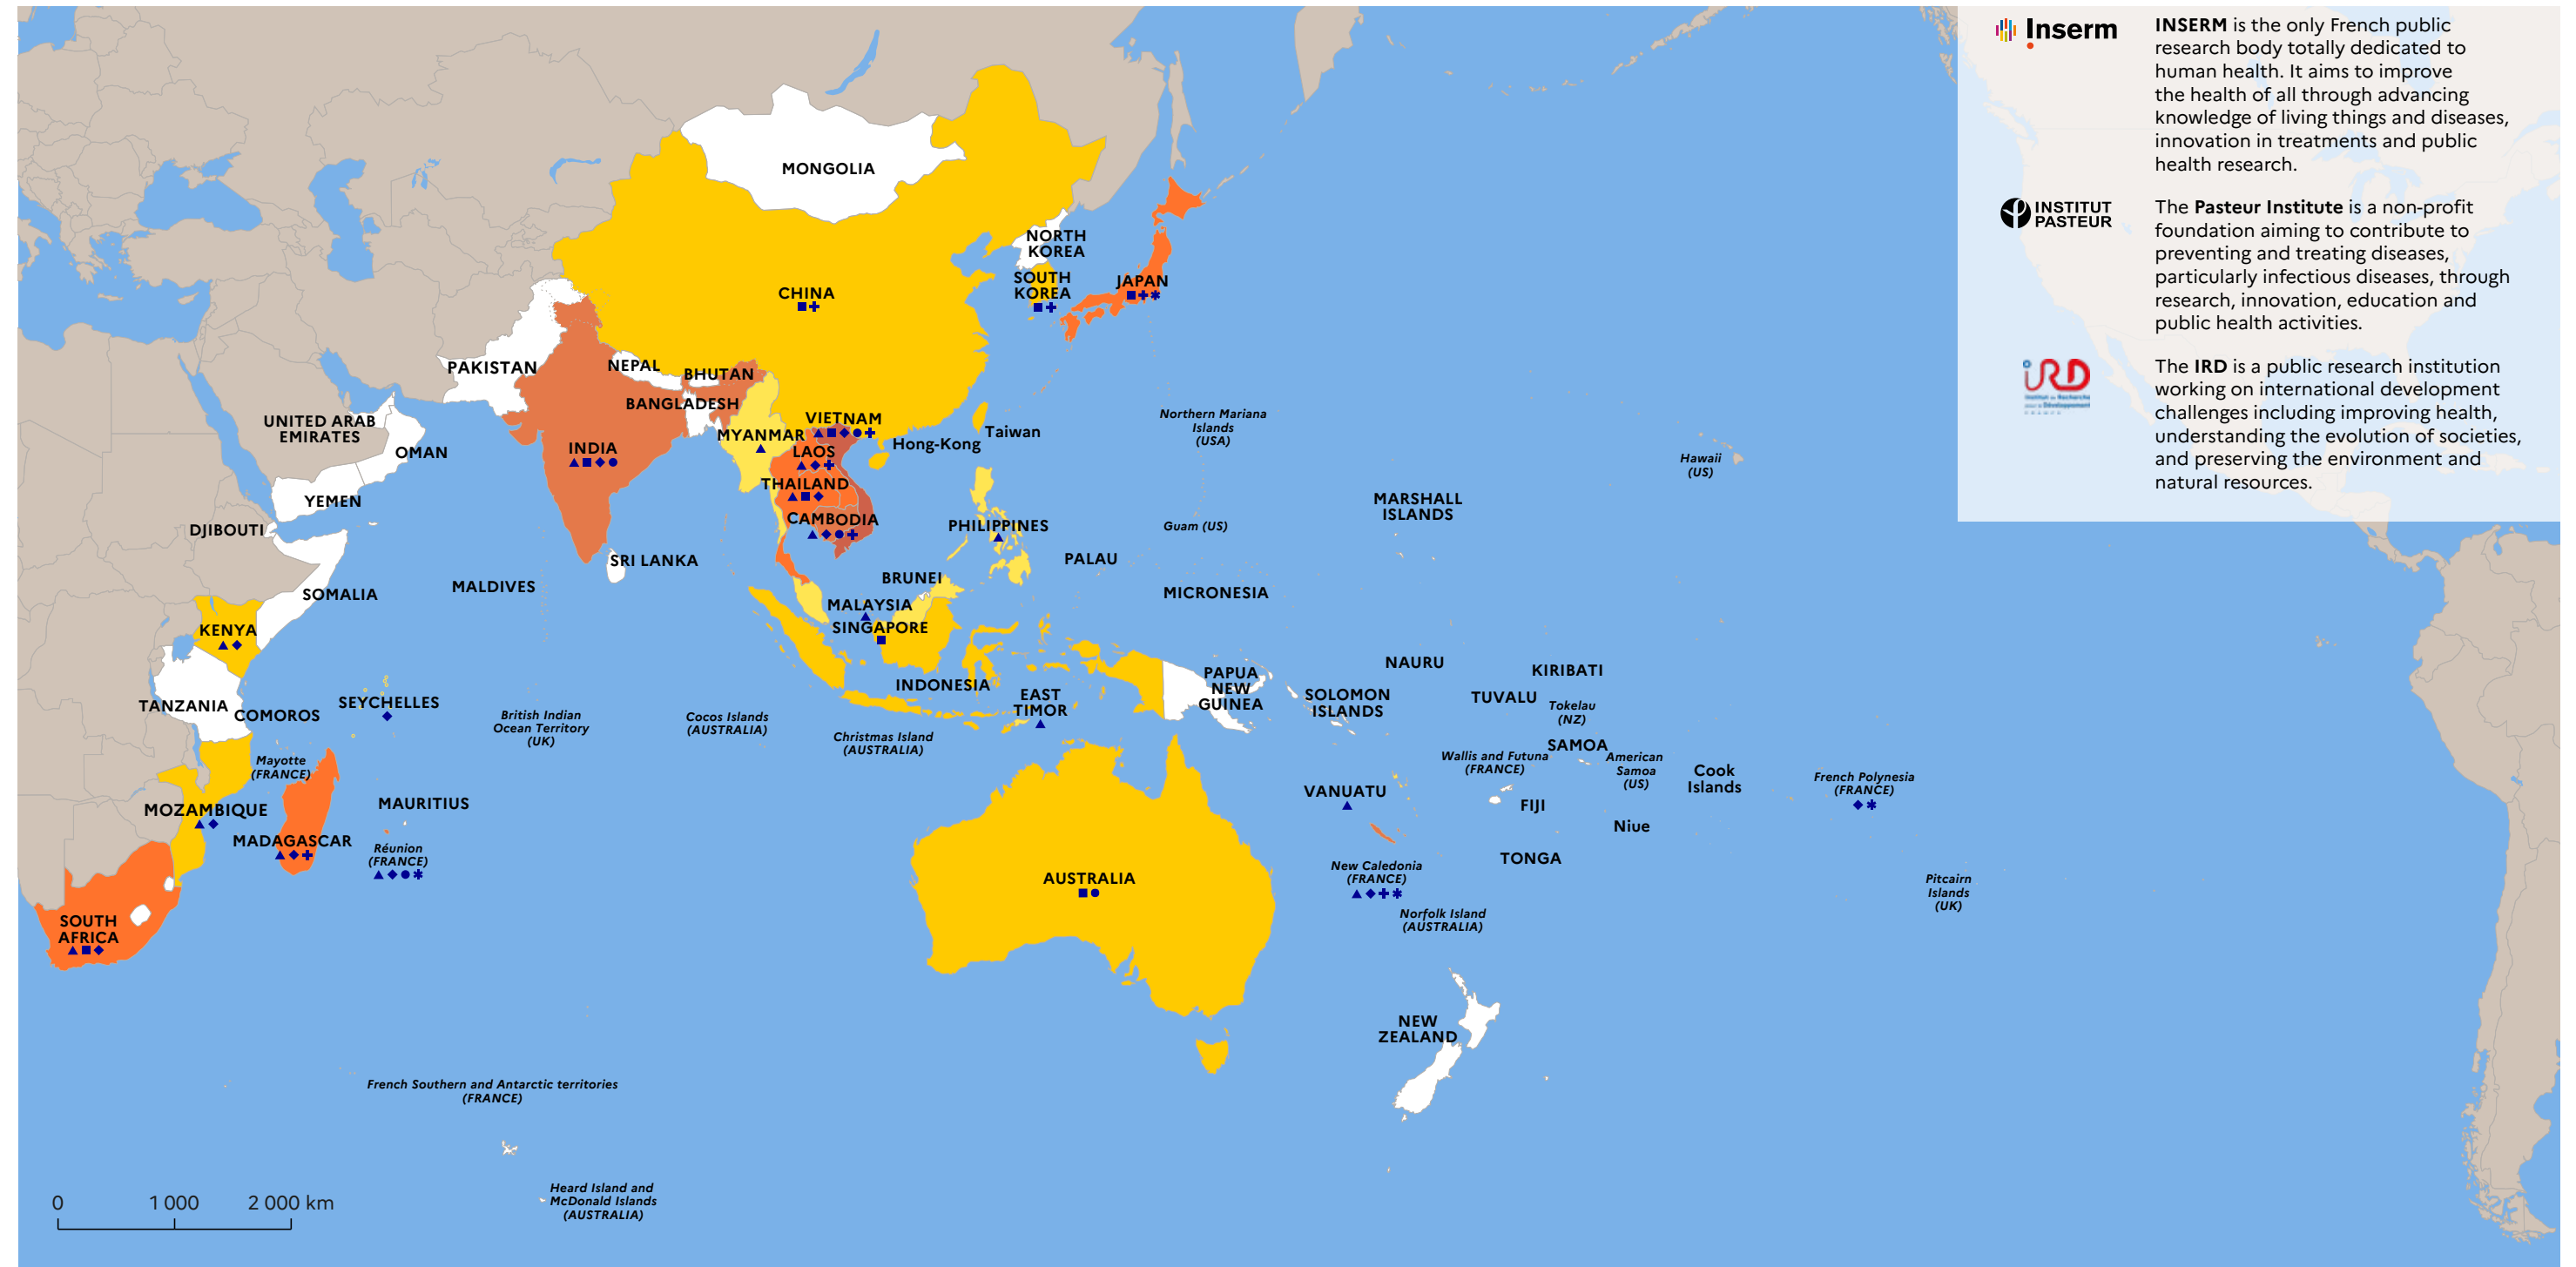 Inserm
INSERM is the only French public
research body totally dedicated to
human health. It aims to improve
the health of all through advancing
knowledge of living things and diseases,
innovation in treatments and public
health research.
INSTITUT
PASTEUR
The Pasteur Institute is a non-profit
foundation aiming to contribute to
preventing and treating diseases,
particularly infectious diseases, through
research, innovation, education and
public health activities.
IRD
The IRD is a public research institution
working on international development
challenges including improving health,
understanding the evolution of societies,
and preserving the environment and
natural resources.
MONGOLIA
NORTH
KOREA
SOUTH
KOREA
JAPAN
CHINA
PAKISTAN
NEPAL
BHUTAN
BANGLADESH
UNITED ARAB
EMIRATES
OMAN
YEMEN
DJIBOUTI
SOMALIA
INDIA
MYANMAR
VIETNAM
LAOS
THAILAND
CAMBODIA
Hong-Kong
Taiwan
Northern Mariana
Islands
(USA)
Hawaii
(US)
MARSHALL
ISLANDS
Guam (US)
PHILIPPINES
PALAU
MICRONESIA
SRI LANKA
MALDIVES
BRUNEI
MALAYSIA
SINGAPORE
INDONESIA
KENYA
TANZANIA
COMOROS
SEYCHELLES
British Indian
Ocean Territory
(UK)
Cocos Islands
(AUSTRALIA)
Christmas Island
(AUSTRALIA)
EAST
TIMOR
PAPUA
NEW
GUINEA
SOLOMON
ISLANDS
NAURU
KIRIBATI
TUVALU
Tokelau
(NZ)
SAMOA
Wallis and Futuna
(FRANCE)
American
Samoa
(US)
Cook
Islands
French Polynesia
(FRANCE)
Mayotte
(FRANCE)
MOZAMBIQUE
MADAGASCAR
MAURITIUS
Réunion
(FRANCE)
VANUATU
FIJI
Niue
TONGA
New Caledonia
(FRANCE)
Norfolk Island
(AUSTRALIA)
Pitcairn
Islands
(UK)
AUSTRALIA
SOUTH
AFRICA
NEW
ZEALAND
French Southern and Antarctic territories
(FRANCE)
Heard Island and
McDonald Islands
(AUSTRALIA)
0 1 000 2 000 km